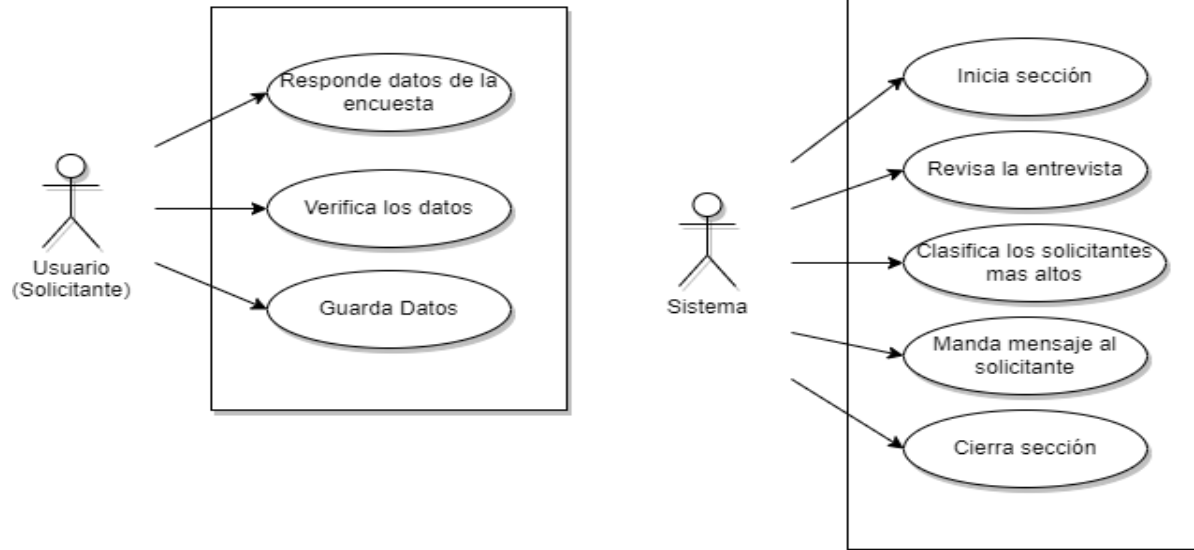 Responde datos de la
encuesta
Verifica los datos
Guarda Datos
Usuario
(Solicitante)
Inicia sección
Revisa la entrevista
Clasifica los solicitantes
mas altos
Manda mensaje al
solicitante
Cierra sección
Sistema